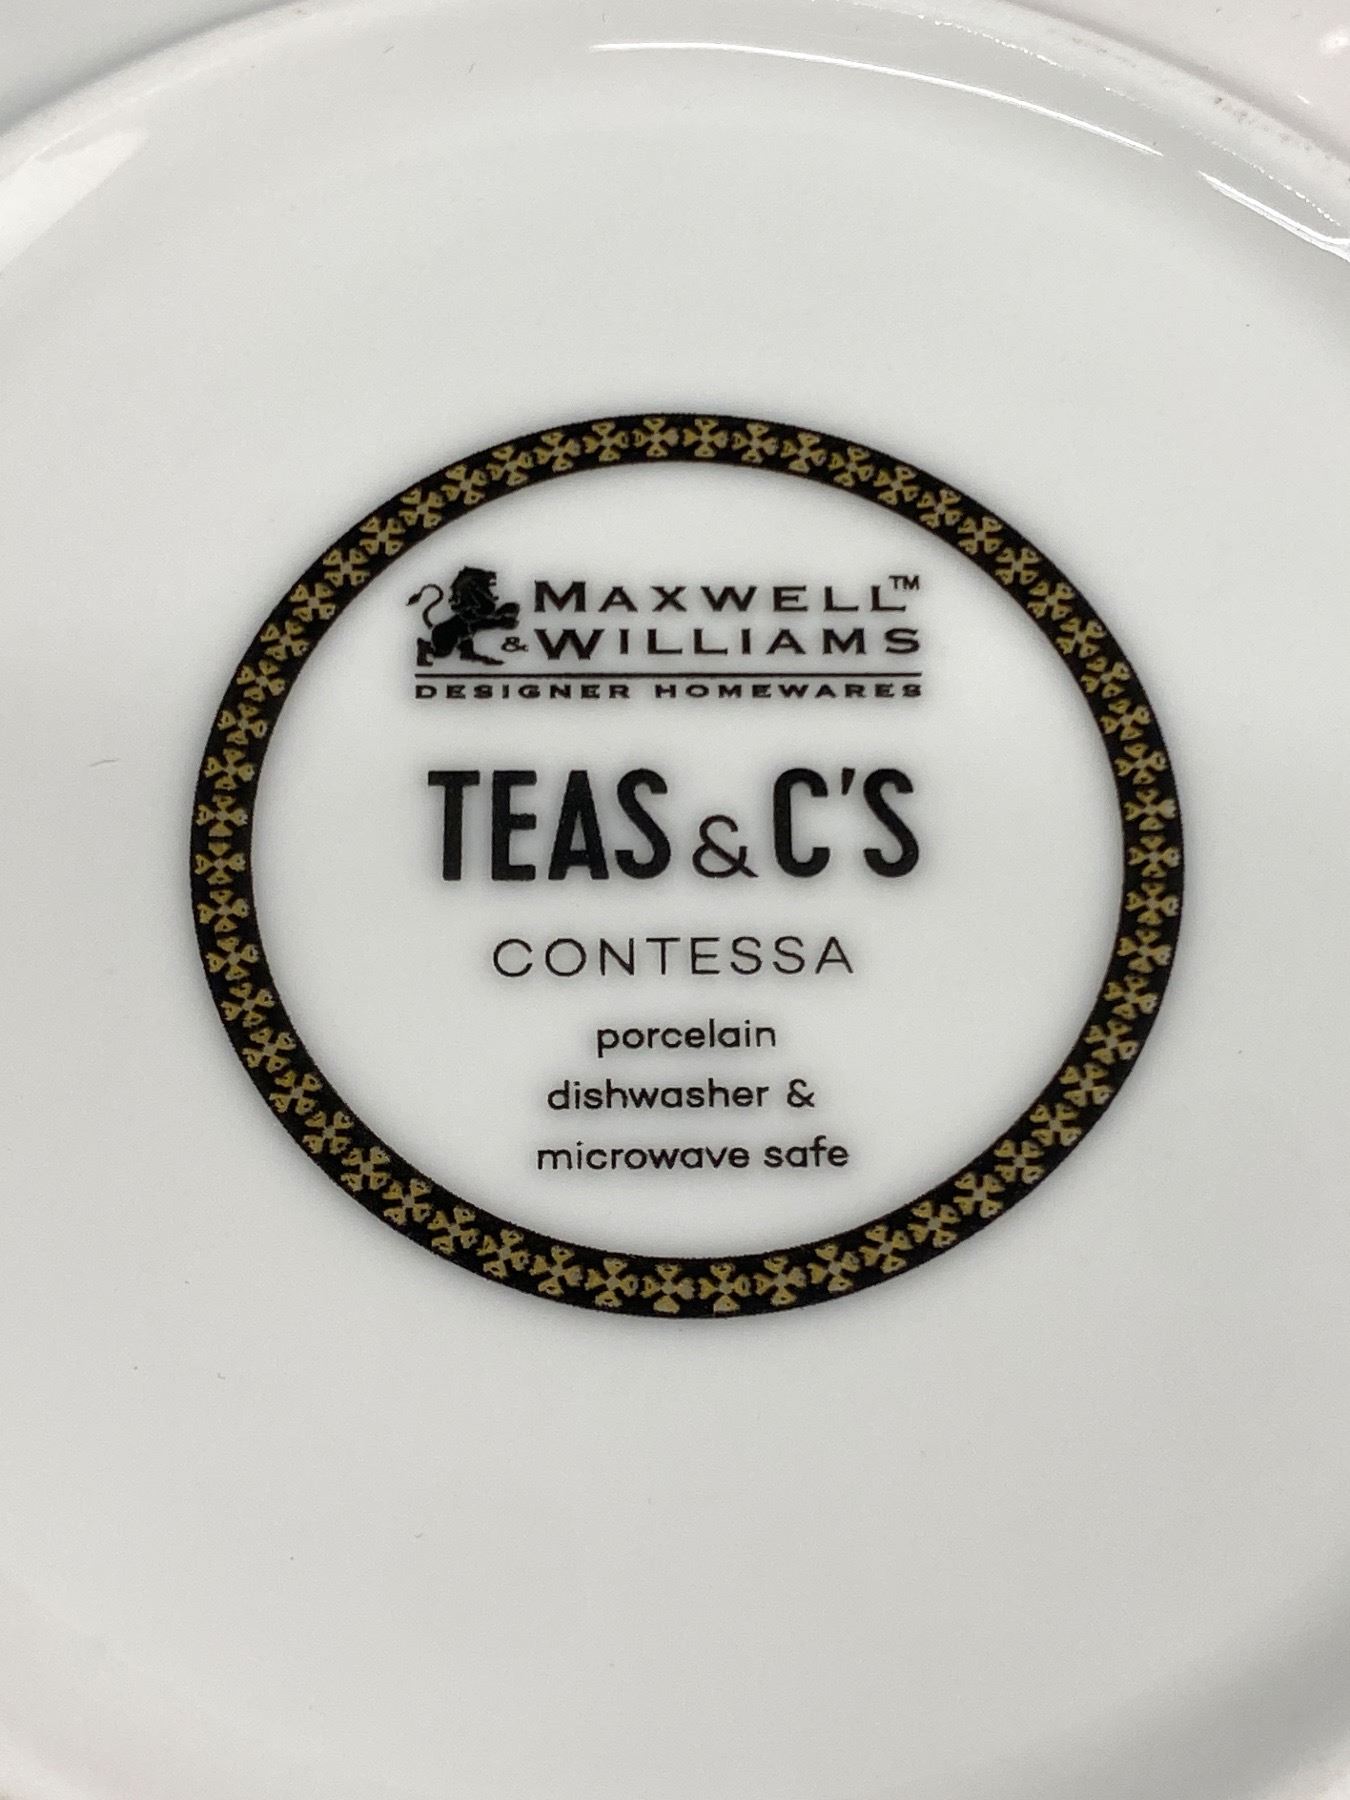 MAXWELL™
& WILLIAMS
DESIGNER HOMEWARES
TEAS & C'S
CONTESSA
porcelain
dishwasher &
microwave safe